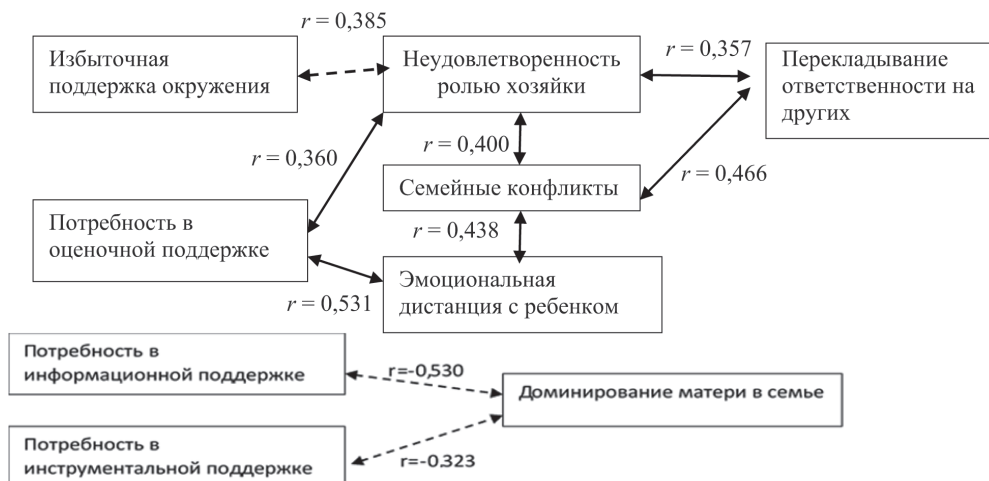 r = 0,385
Избыточная
поддержка окружения
Неудовлетворенность
ролью хозяйки
r = 0,357
Перекладывание
ответственности на
других
r = 0,360
r = 0,400
Семейные конфликты
r = 0,466
Потребность в
оценочной поддержке
r = 0,438
r = 0,531
Эмоциональная
дистанция с ребенком
Потребность в
информационной поддержке
r=-0,530
Доминирование матери в семье
Потребность в
инструментальной поддержке
r=-0.323